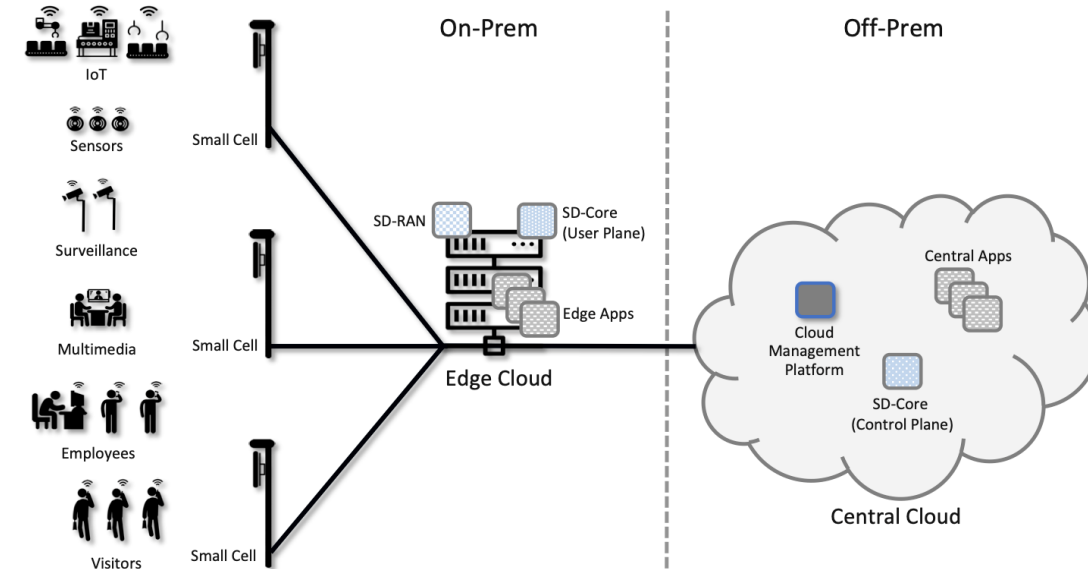 On-Prem
Off-Prem
IoT
Sensors
Surveillance
Multimedia
Employees
Visitors
Small Cell
Small Cell
Small Cell
SD-RAN
SD-Core
(User Plane)
Edge Apps
Edge Cloud
Central Apps
Cloud
Management
Platform
SD-Core
(Control Plane)
Central Cloud